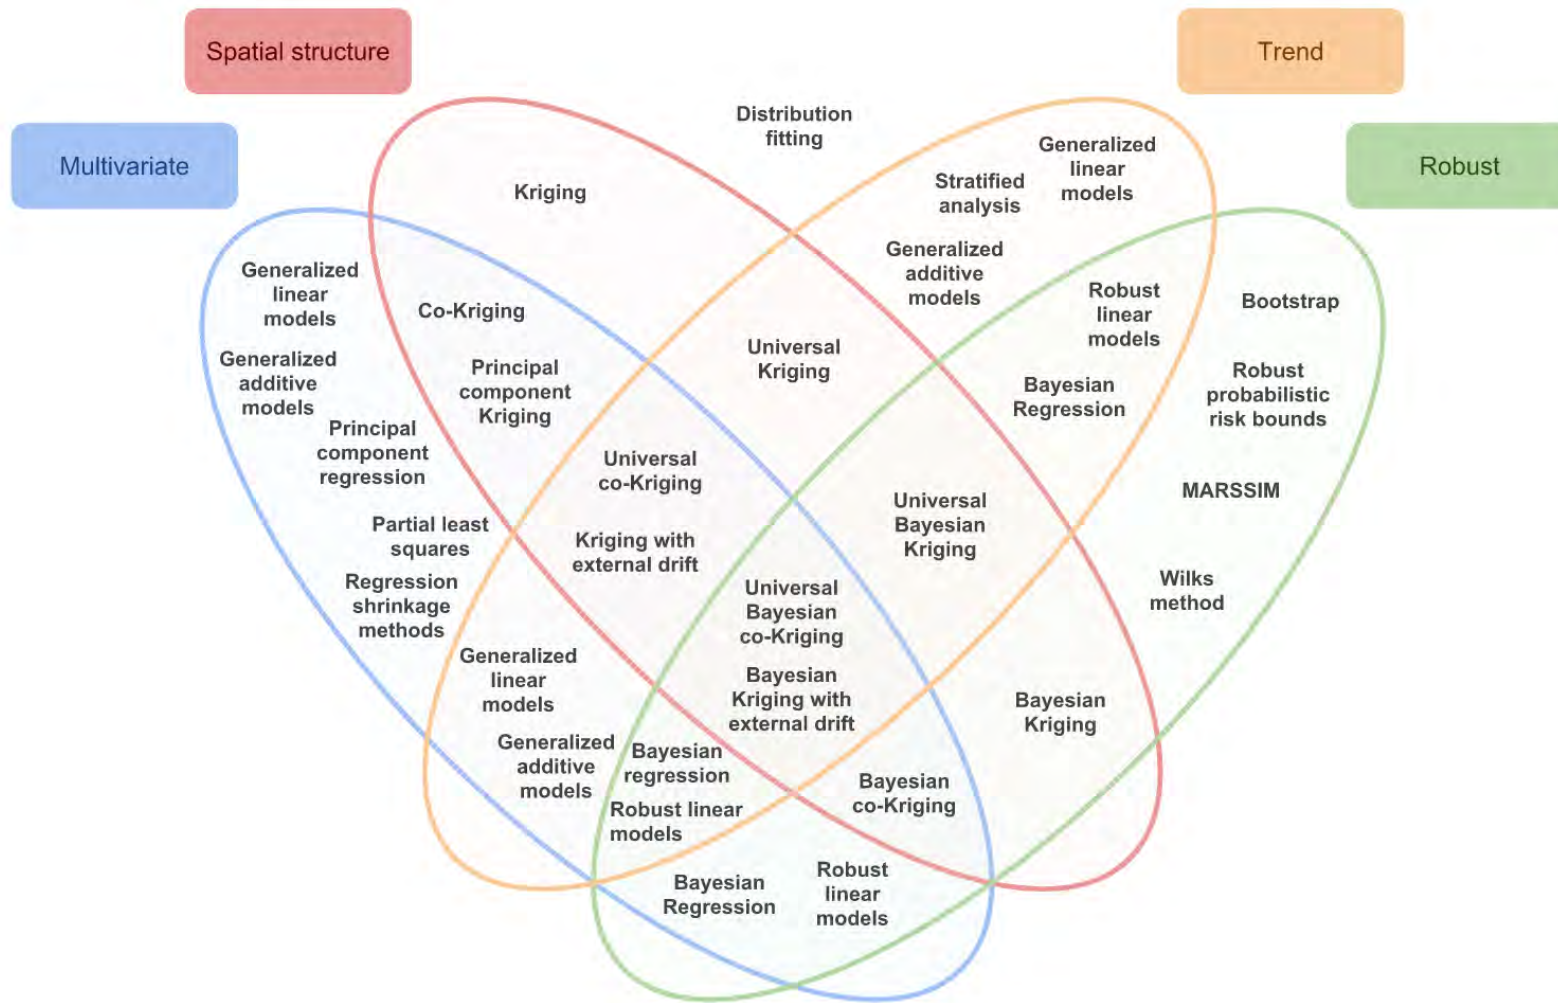 Spatial structure
Trend
Multivariate
Robust
Distribution
fitting
Kriging
Stratified
analysis
Generalized
linear
models
Generalized
additive
models
Generalized
linear
models
Co-Kriging
Robust
linear
models
Bootstrap
Generalized
additive
models
Principal
component
Kriging
Universal
Kriging
Bayesian
Regression
Robust
probabilistic
risk bounds
Principal
component
regression
Universal
co-Kriging
MARSSIM
Partial least
squares
Kriging with
external drift
Universal
Bayesian
Kriging
Regression
shrinkage
methods
Universal
Bayesian
co-Kriging
Wilks
method
Generalized
linear
models
Bayesian
Kriging with
external drift
Bayesian
Kriging
Generalized
additive
models
Bayesian
regression
Robust linear
models
Bayesian
co-Kriging
Bayesian
Regression
Robust
linear
models